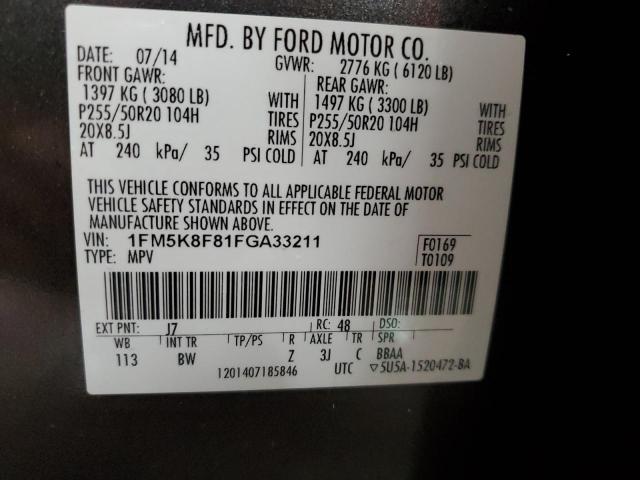 MFD. BY FORD MOTOR CO.
DATE: 07/14 GVWR: 2776 KG ( 6120 LB)
FRONT GAWR: REAR GAWR:
1397 KG ( 3080 LB) WITH 1497 KG ( 3300 LB) WITH
P255/50R20 104H TIRES P255/50R20 104H TIRES
20X8.5J RIMS 20X8.5J RIMS
AT 240 kPa/ 35 PSI COLD AT 240 kPa/ 35 PSI COLD
THIS VEHICLE CONFORMS TO ALL APPLICABLE FEDERAL MOTOR
VEHICLE SAFETY STANDARDS IN EFFECT ON THE DATE OF
MANUFACTURE SHOWN ABOVE.
VIN: 1FM5K8F81FGA33211 F0169
TYPE: MPV T0109
EXT PNT: J7 RC: 48 DSO:
WB INT TR TP/PS R AXLE TR SPR
113 BW Z 3J C BBAA
1201407185846 UTC ▽5U5A-1520472-BA